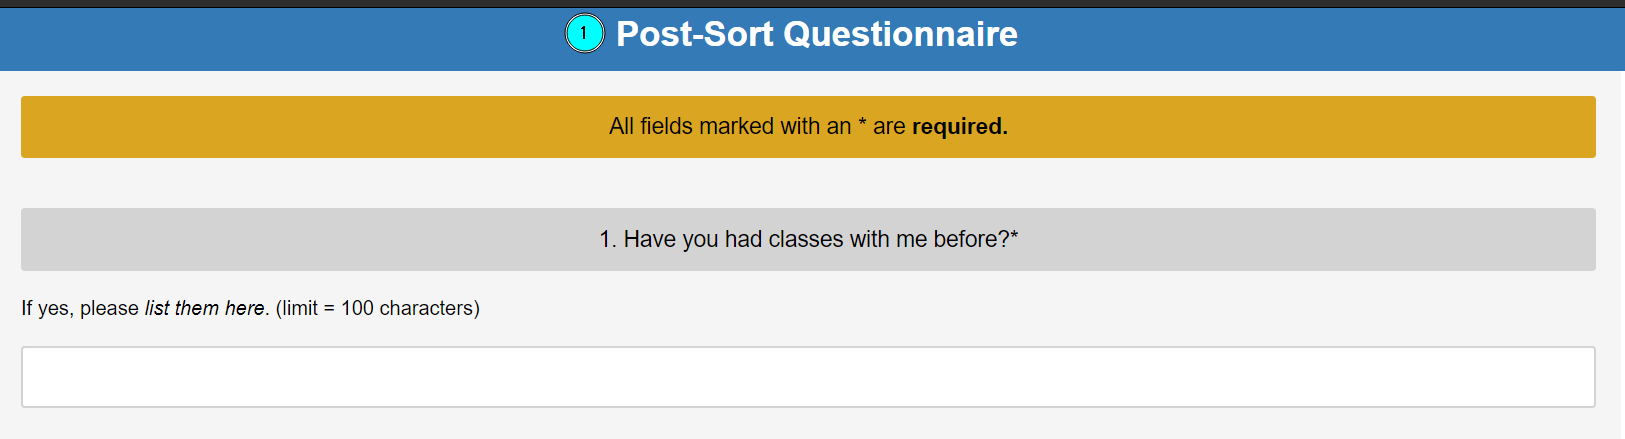 1 Post-Sort Questionnaire
All fields marked with an * are required.
1. Have you had classes with me before?*
If yes, please list them here. (limit = 100 characters)